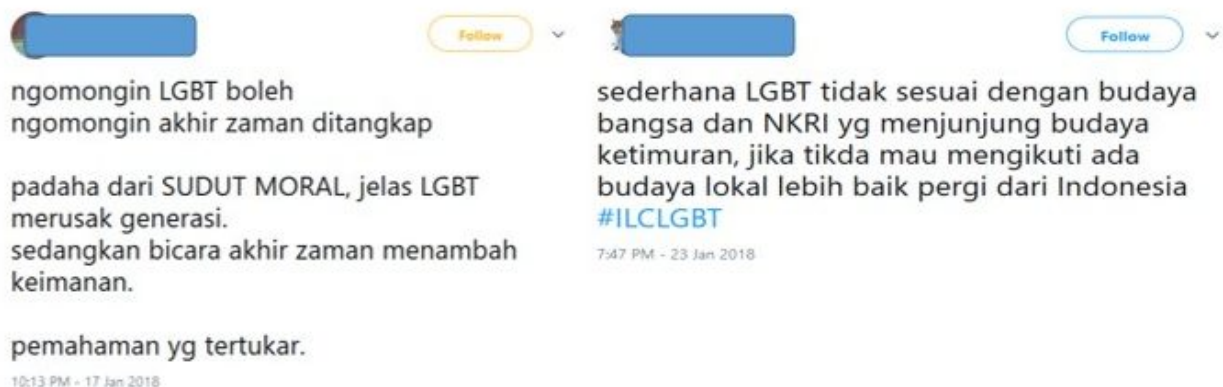 Follow
ngomongin LGBT boleh
ngomongin akhir zaman ditangkap
padaha dari SUDUT MORAL, jelas LGBT
merusak generasi.
sedangkan bicara akhir zaman menambah
keimanan.
pemahaman yg tertukar.
10:13 PM - 17 Jan 2018
Follow
sederhana LGBT tidak sesuai dengan budaya
bangsa dan NKRI yg menjunjung budaya
ketimuran, jika tikda mau mengikuti ada
budaya lokal lebih baik pergi dari Indonesia
#ILCLGBT
7:47 PM - 23 Jan 2018